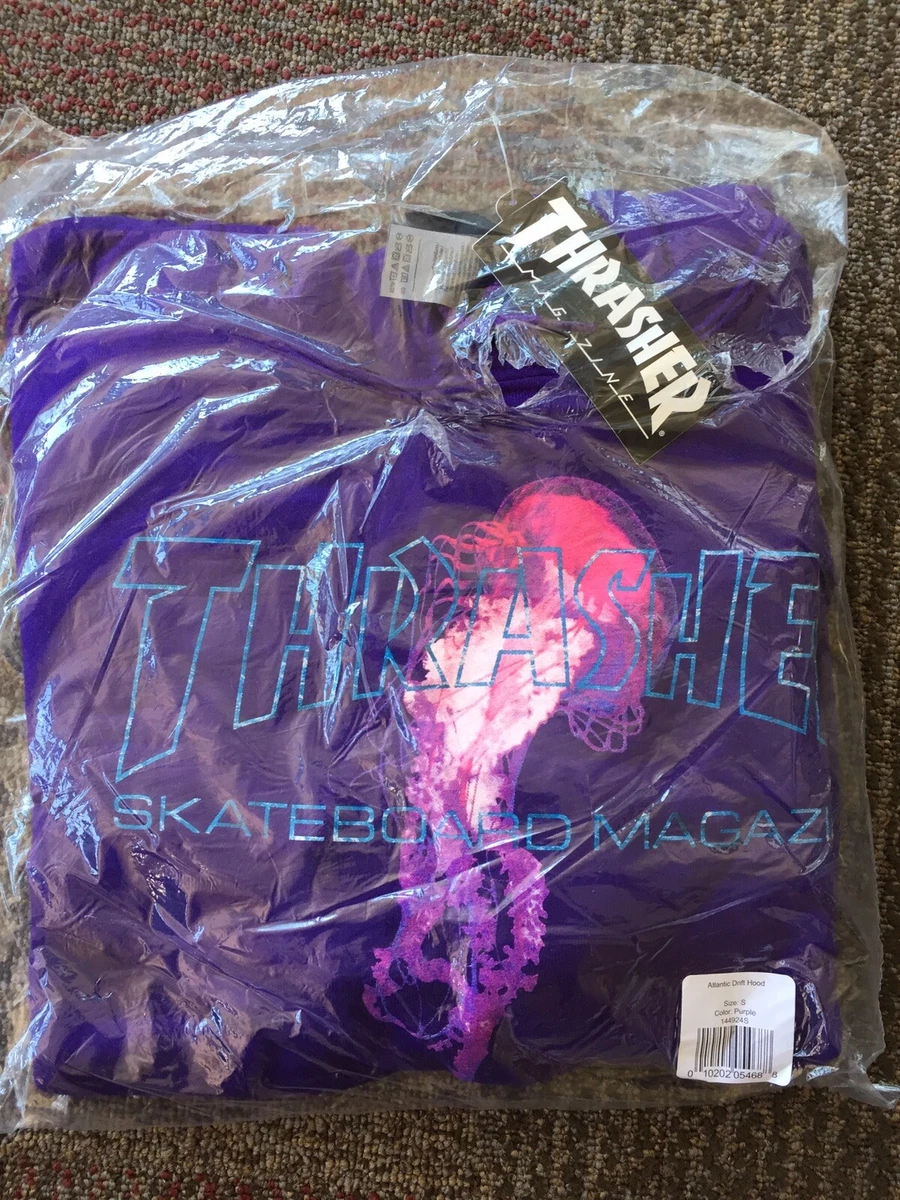 THRASHER
MAGAZINE
THRASHE
SKATEBOARD MAGAZI
Atlantic Drift Hood
Size: S
Color: Purple
144924S
0 10202 05468 8